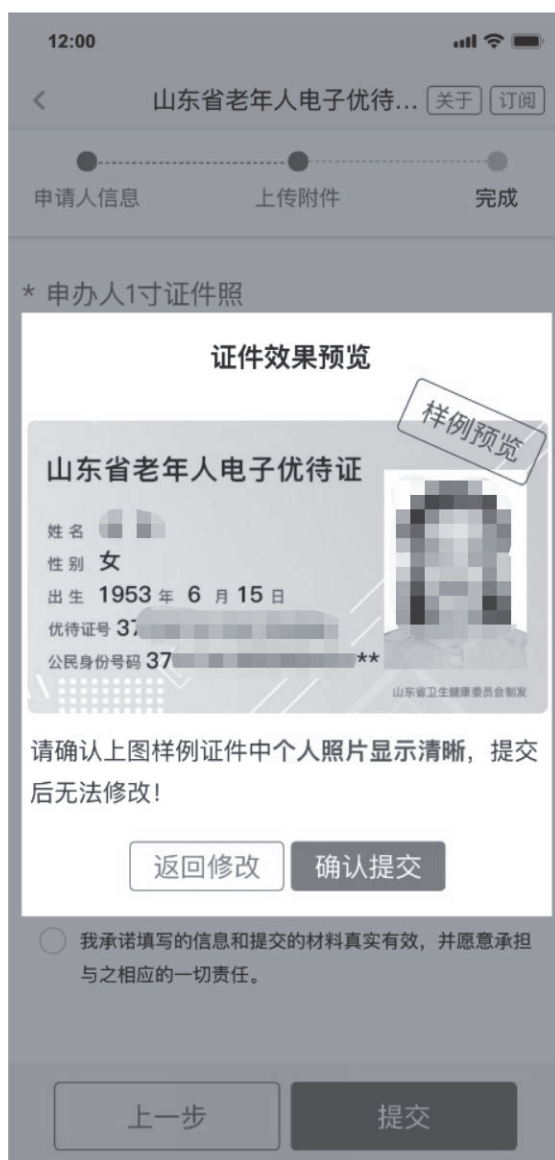 12:00
山东省老年人电子优待... 关于 订阅
申请人信息 上传附件 完成
* 申办人1寸证件照
证件效果预览
样例预览
山东省老年人电子优待证
姓名
性别 女
出生 1953 年 6 月 15 日
优待证号 37
公民身份号码 37 **
山东省卫生健康委员会制发
请确认上图样例证件中个人照片显示清晰，提交
后无法修改！
返回修改 确认提交
我承诺填写的信息和提交的材料真实有效，并愿意承担
与之相应的一切责任。
上一步 提交